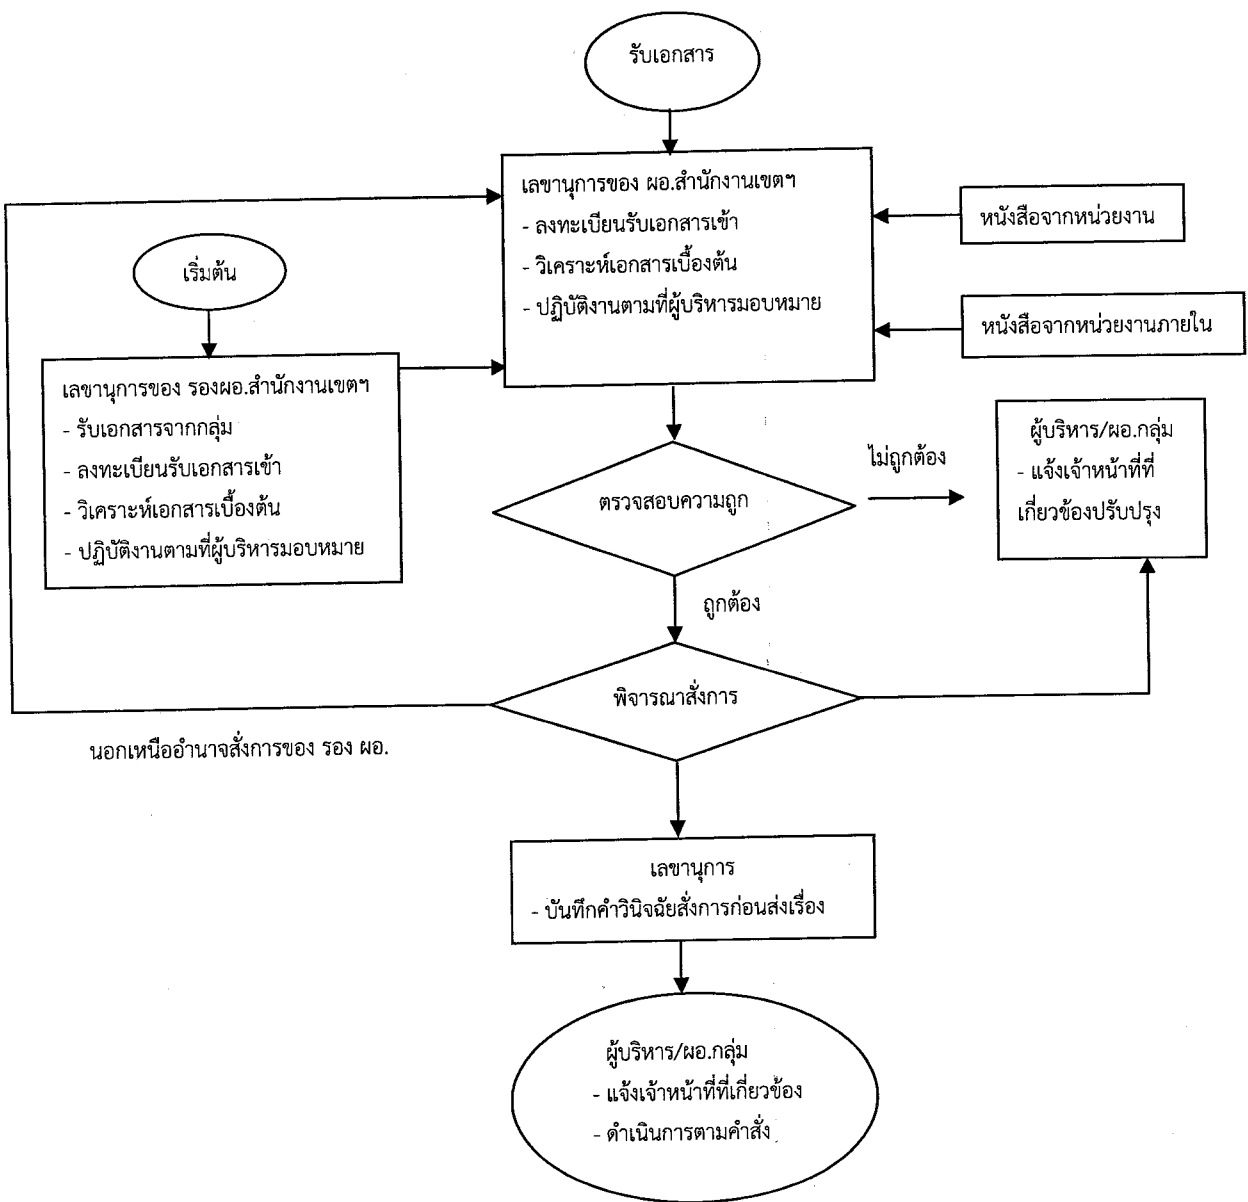 รับเอกสาร
เลขานุการของ ผอ.สำนักงานเขตฯ
- ลงทะเบียนรับเอกสารเข้า
- วิเคราะห์เอกสารเบื้องต้น
- ปฏิบัติงานตามที่ผู้บริหารมอบหมาย
หนังสือจากหน่วยงาน
หนังสือจากหน่วยงานภายใน
เริ่มต้น
เลขานุการของ รองผอ.สำนักงานเขตฯ
- รับเอกสารจากกลุ่ม
- ลงทะเบียนรับเอกสารเข้า
- วิเคราะห์เอกสารเบื้องต้น
- ปฏิบัติงานตามที่ผู้บริหารมอบหมาย
ตรวจสอบความถูก
ไม่ถูกต้อง
ผู้บริหาร/ผอ.กลุ่ม
- แจ้งเจ้าหน้าที่ที่
เกี่ยวข้องปรับปรุง
ถูกต้อง
พิจารณาสั่งการ
นอกเหนืออำนาจสั่งการของ รอง ผอ.
เลขานุการ
- บันทึกคำวินิจฉัยสั่งการก่อนส่งเรื่อง
ผู้บริหาร/ผอ.กลุ่ม
- แจ้งเจ้าหน้าที่ที่เกี่ยวข้อง
- ดำเนินการตามคำสั่ง